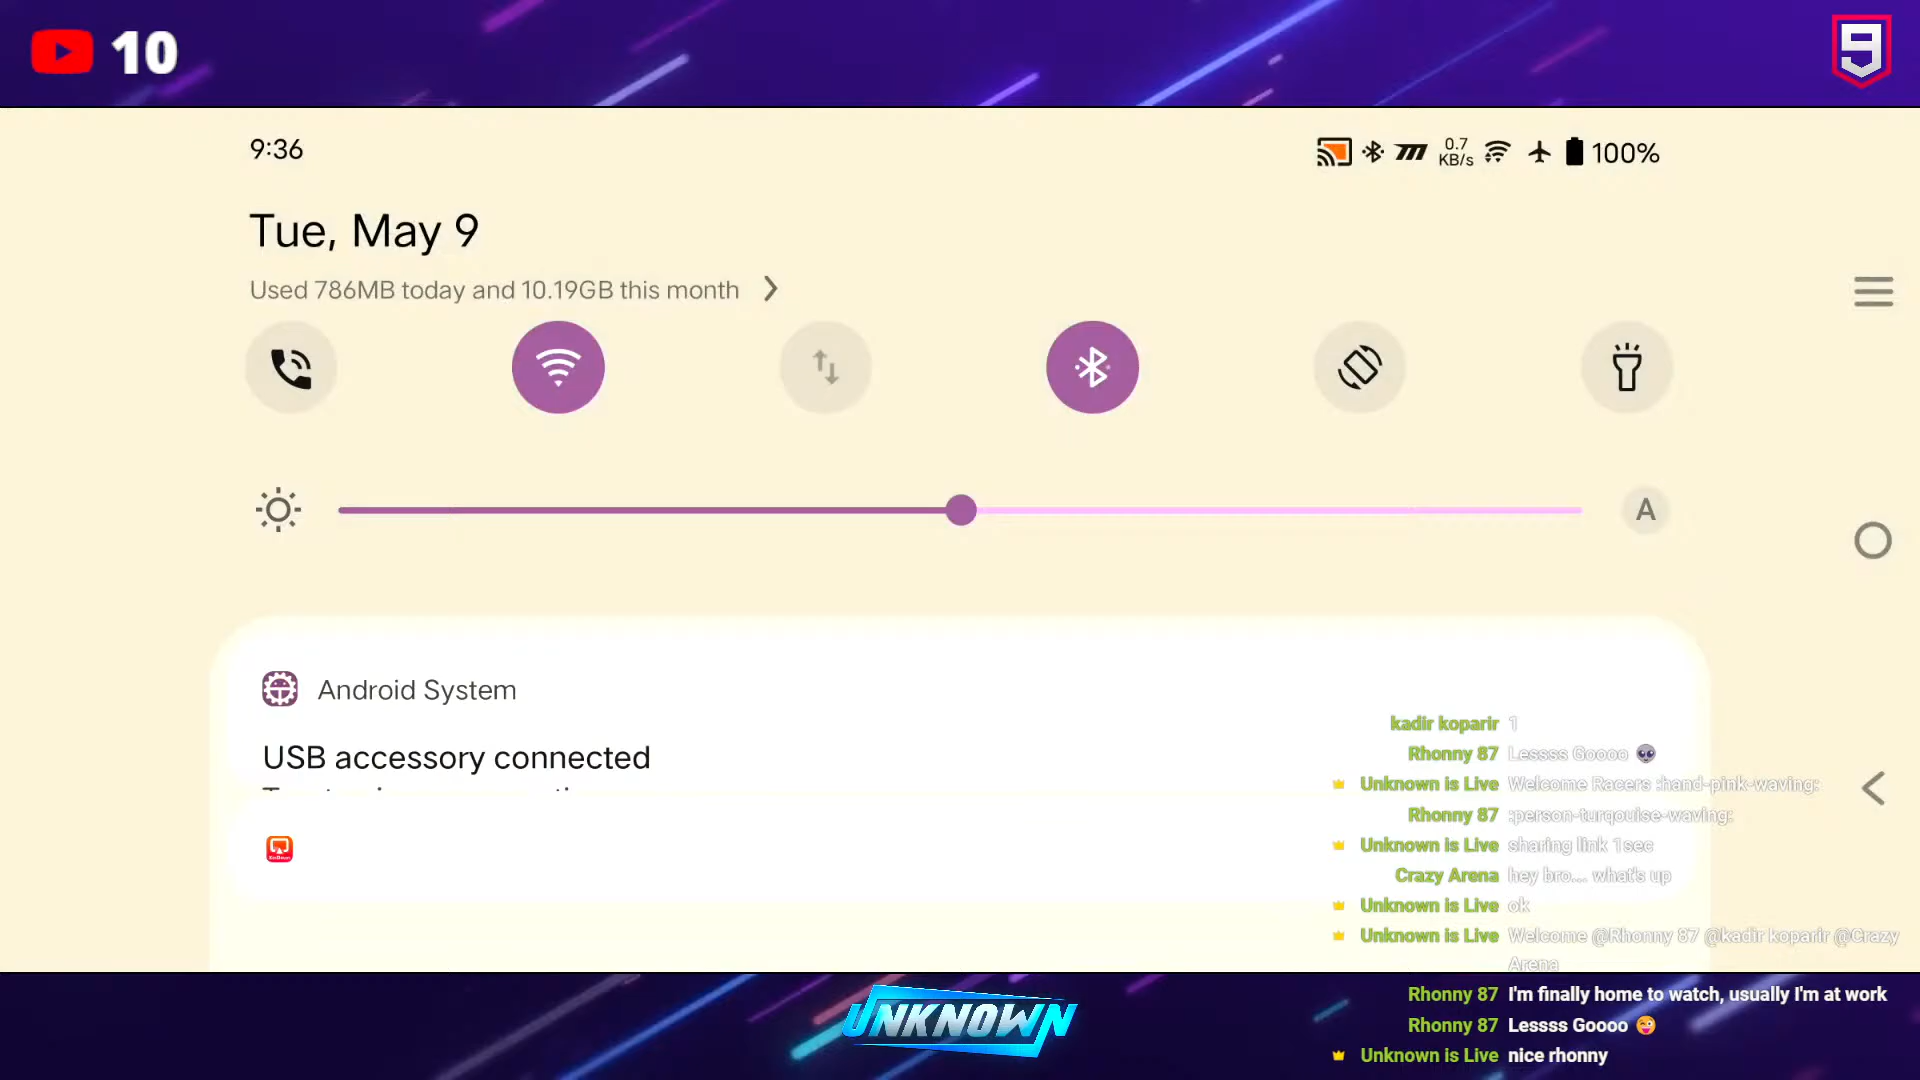 10
9
9:36
0.7
KB/s
100%
Tue, May 9
Used 786MB today and 10.19GB this month
A
Android System
USB accessory connected
kadir koparir 1
Rhonny 87 Lessss Goooo 👽
Unknown is Live Welcome Racers :hand-pink-waving:
Rhonny 87 :person-turqouise-waving:
Unknown is Live sharing link 1sec
Crazy Arena hey bro.... what's up
Unknown is Live ok
Unknown is Live Welcome @Rhonny 87 @kadir koparir @Crazy
Arena
Rhonny 87 I'm finally home to watch, usually I'm at work
Rhonny 87 Lessss Goooo 😜
Unknown is Live nice rhonny
UNKNOWN